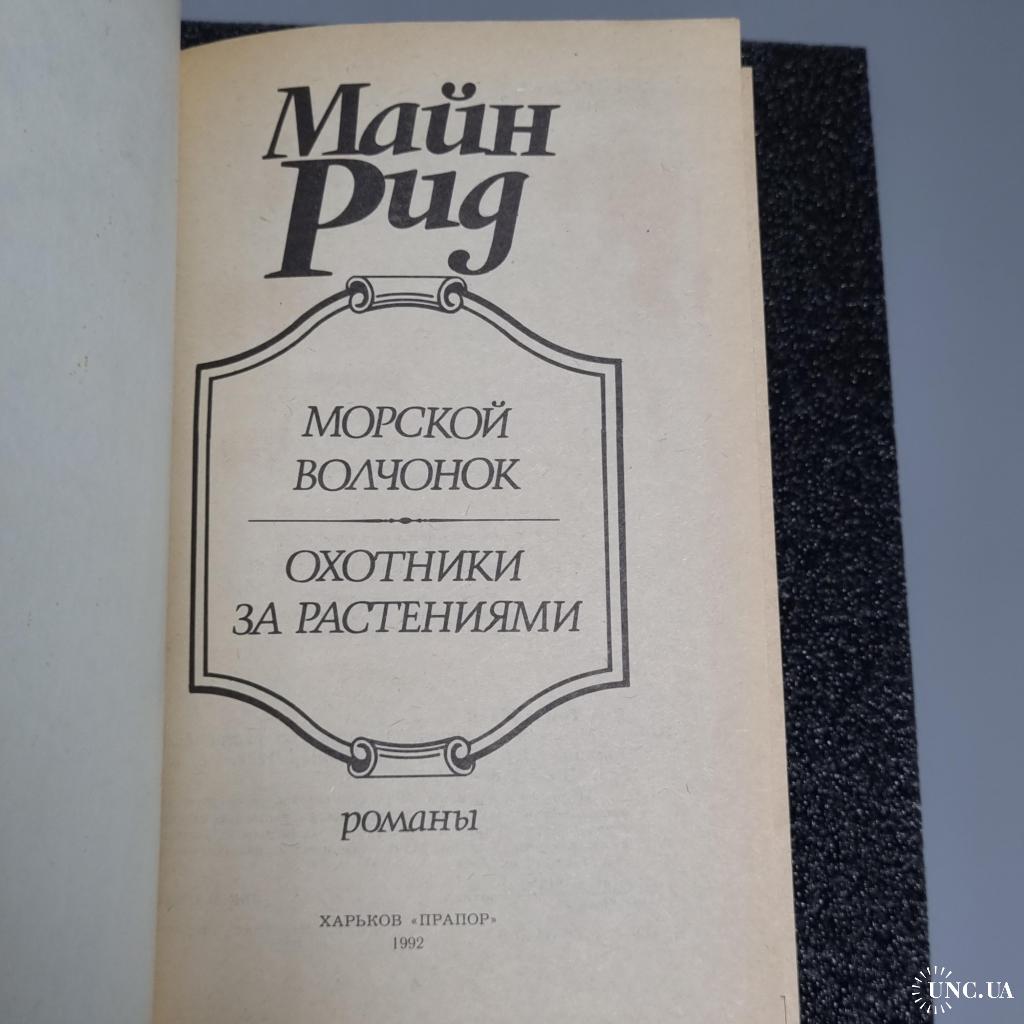 Майн
Рид
МОРСКОЙ
ВОЛЧОНОК
ОХОТНИКИ
ЗА РАСТЕНИЯМИ
романы
ХАРЬКОВ «ПРАПОР»
1992
UNC.UA